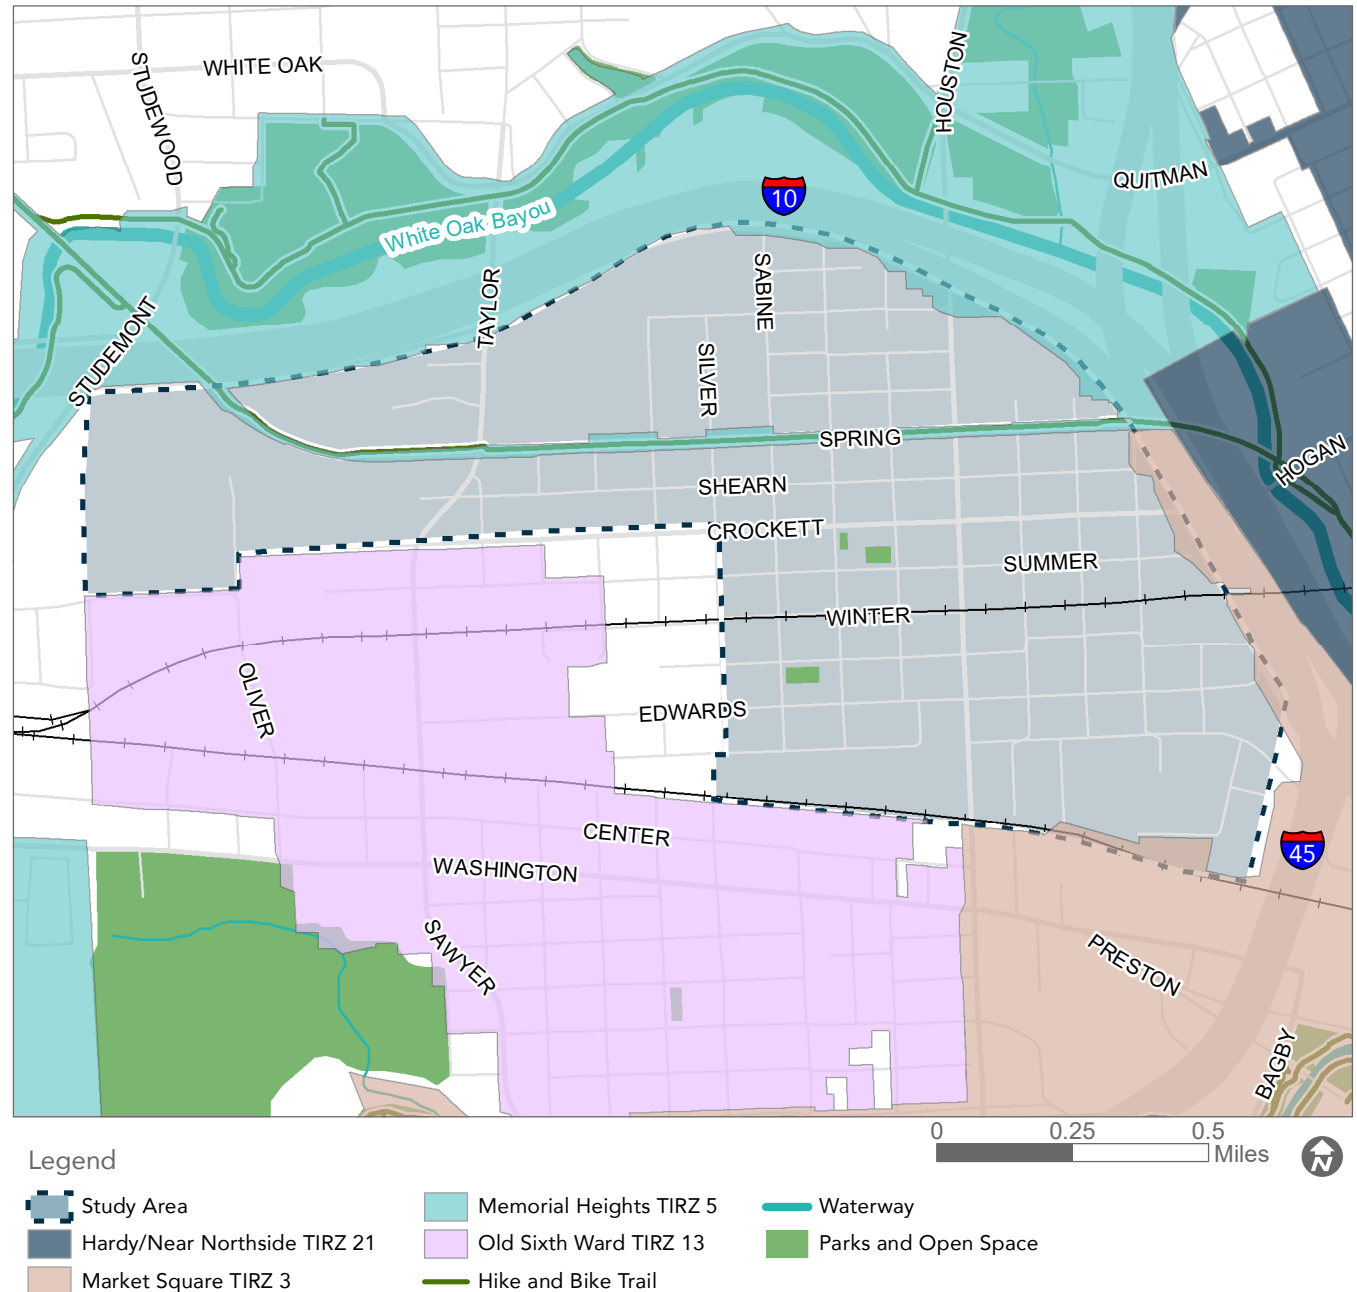 WHITE OAK
STUDEWOOD
HOUSTON
QUITMAN
10
White Oak Bayou
TAYLOR
SABINE
STUDEMONT
SILVER
SPRING
HOGAN
SHEARN
CROCKETT
SUMMER
WINTER
OLIVER
EDWARDS
CENTER
WASHINGTON
45
SAWYER
PRESTON
BAGBY
0 0.25 0.5
Miles
N
Legend
Study Area
Hardy/Near Northside TIRZ 21
Market Square TIRZ 3
Memorial Heights TIRZ 5
Old Sixth Ward TIRZ 13
Hike and Bike Trail
Waterway
Parks and Open Space